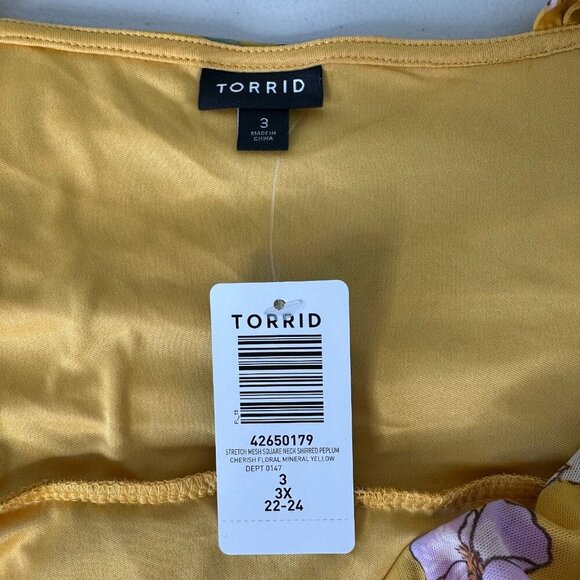 TORRID
3
MADE IN
CHINA
TORRID
FL_15
42650179
STRETCH MESH SQUARE NECK SHIRRED PEPLUM
CHERISH FLORAL MINERAL YELLOW
DEPT 0147
3
3X
22-24